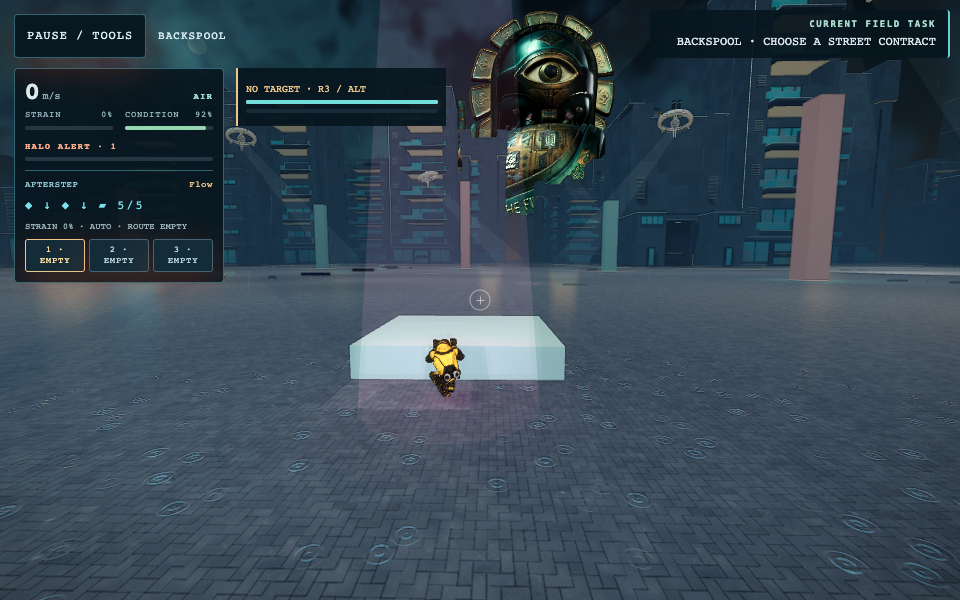 PAUSE / TOOLS
BACKSPOOL
CURRENT FIELD TASK
BACKSPOOL · CHOOSE A STREET CONTRACT
0 m/s
AIR
STRAIN 0%
CONDITION 92%
HALO ALERT · 1
AFTERSTEP
Flow
5/5
STRAIN 0% · AUTO · ROUTE EMPTY
1 · EMPTY
2 · EMPTY
3 · EMPTY
NO TARGET · R3 / ALT